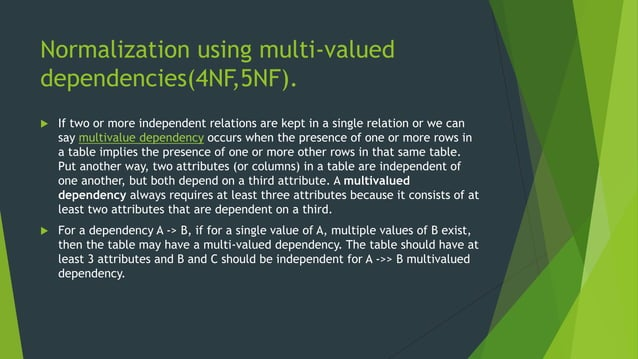 Normalization using multi-valued
dependencies(4NF,5NF).
If two or more independent relations are kept in a single relation or we can
say multivalue dependency occurs when the presence of one or more rows in
a table implies the presence of one or more other rows in that same table.
Put another way, two attributes (or columns) in a table are independent of
one another, but both depend on a third attribute. A multivalued
dependency always requires at least three attributes because it consists of at
least two attributes that are dependent on a third.
For a dependency A -> B, if for a single value of A, multiple values of B exist,
then the table may have a multi-valued dependency. The table should have at
least 3 attributes and B and C should be independent for A ->> B multivalued
dependency.